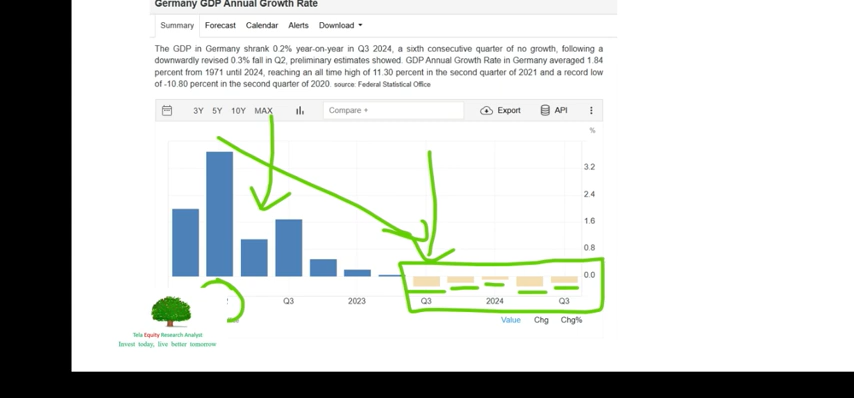 Germany GDP Annual Growth Rate
Summary Forecast Calendar Alerts Download
The GDP in Germany shrank 0.2% year-on-year in Q3 2024, a sixth consecutive quarter of no growth, following a
downwardly revised 0.3% fall in Q2, preliminary estimates showed. GDP Annual Growth Rate in Germany averaged 1.84
percent from 1971 until 2024, reaching an all time high of 11.30 percent in the second quarter of 2021 and a record low
of -10.80 percent in the second quarter of 2020. source: Federal Statistical Office
3Y 5Y 10Y MAX Compare + Export API
%
3.2
2.4
1.6
0.8
0.0
Q3 2023 Q3 2024 Q3
Value Chg Chg%
Tela Equity Research Analyst
Invest today, live better tomorrow